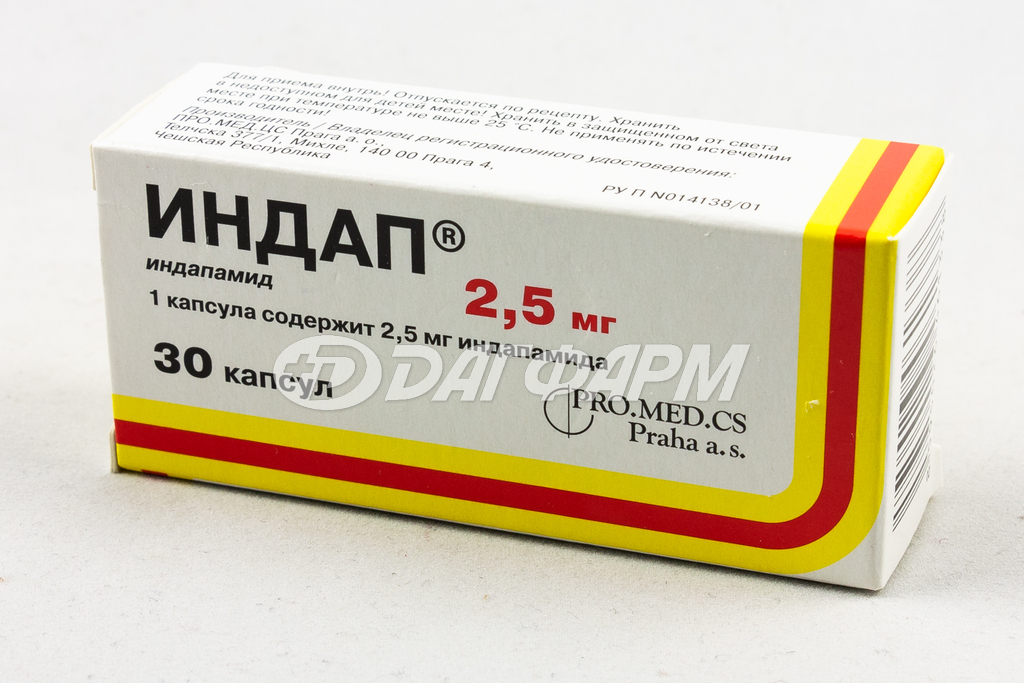 Для приема внутрь! Отпускается по рецепту. Хранить
в недоступном для детей месте! Хранить в защищенном от света
месте при температуре не выше 25 °C. Не применять по истечении
срока годности!
Производитель / Владелец регистрационного удостоверения:
ПРО.МЕД.ЦС Прага а. о.,
Телчска 377/1, Михле, 140 00 Прага 4,
Чешская Республика
РУ П N014138/01
ИНДАП®
индапамид
2,5 мг
1 капсула содержит 2,5 мг индапамида
30 капсул
ДАГФАРМ
PRO.MED.CS
Praha a. s.